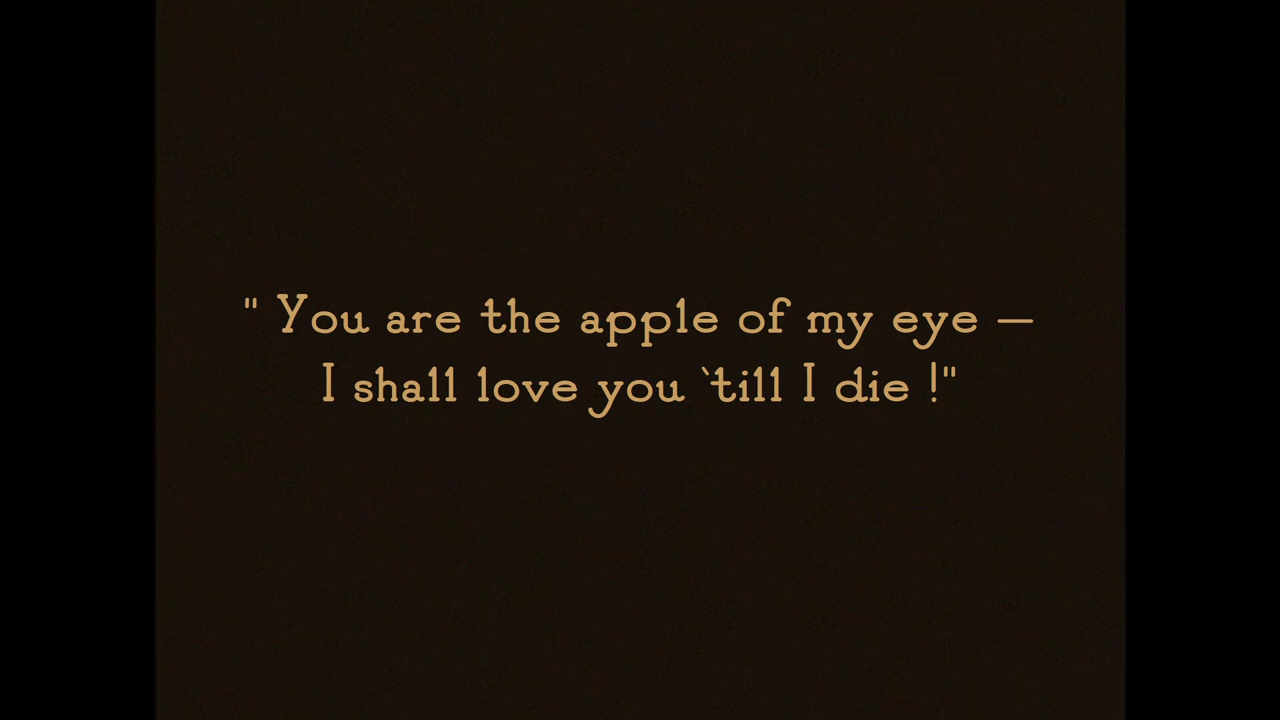 " You are the apple of my eye —
I shall love you `till I die !"